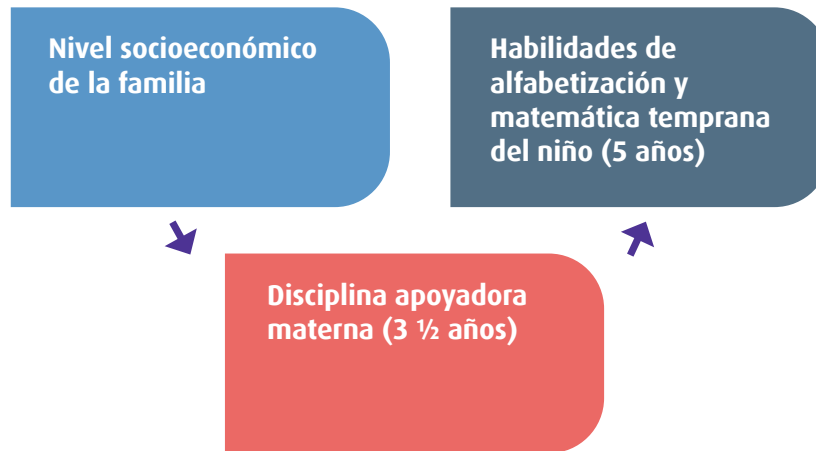 Nivel socioeconómico
de la familia
Habilidades de
alfabetización y
matemática temprana
del niño (5 años)
Disciplina apoyadora
materna (3 ½ años)